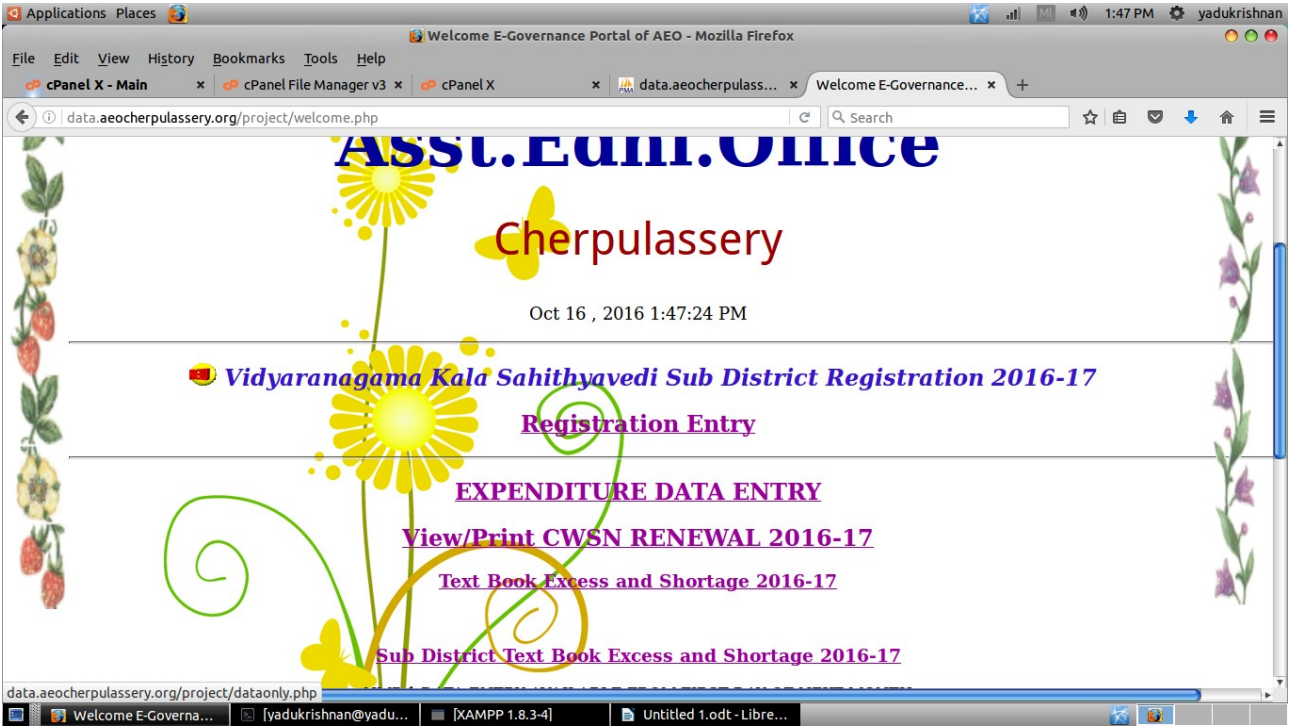 Applications Places
Ml 1:47 PM yadukrishnan
Welcome E-Governance Portal of AEO - Mozilla Firefox
File Edit View History Bookmarks Tools Help
cPanel X - Main × cPanel File Manager v3 × cPanel X × data.aeocherpulass... × Welcome E-Governance... × +
data.aeocherpulassery.org/project/welcome.php
Search
Asst.Ednl.Office
Cherpulassery
Oct 16 , 2016 1:47:24 PM
Vidyaranagama Kala Sahithyavedi Sub District Registration 2016-17
Registration Entry
EXPENDITURE DATA ENTRY
View/Print CWSN RENEWAL 2016-17
Text Book Excess and Shortage 2016-17
Sub District Text Book Excess and Shortage 2016-17
data.aeocherpulassery.org/project/dataonly.php
Welcome E-Governa... [yadukrishnan@yadu... [XAMPP 1.8.3-4] Untitled 1.odt - Libre...